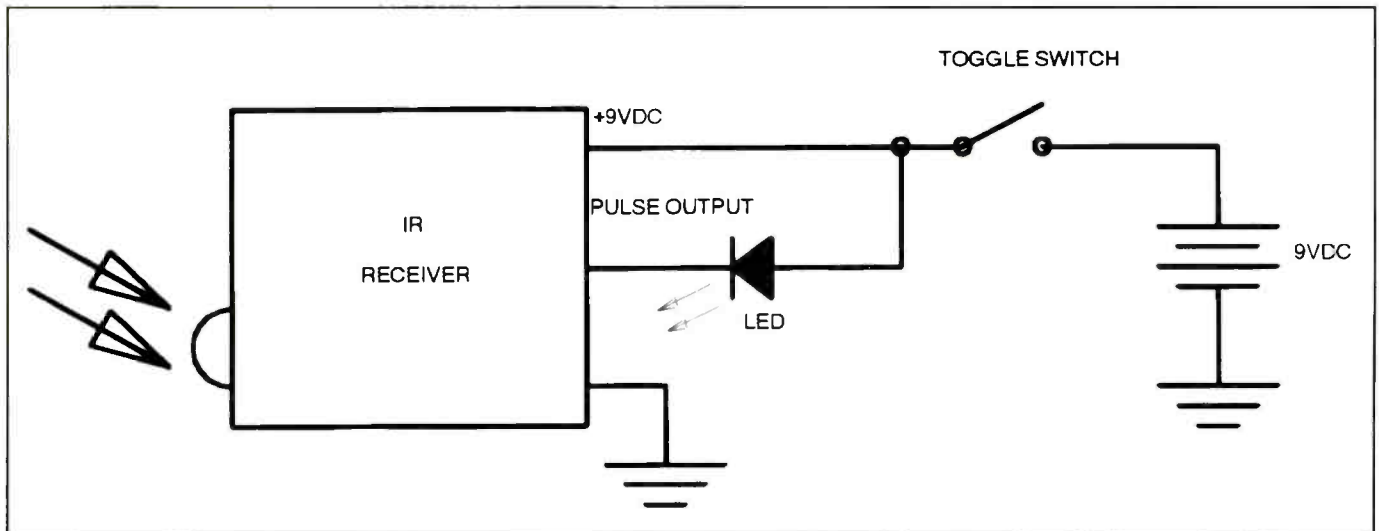 TOGGLE SWITCH
+9VDC
PULSE OUTPUT
IR
RECEIVER
9VDC
LED